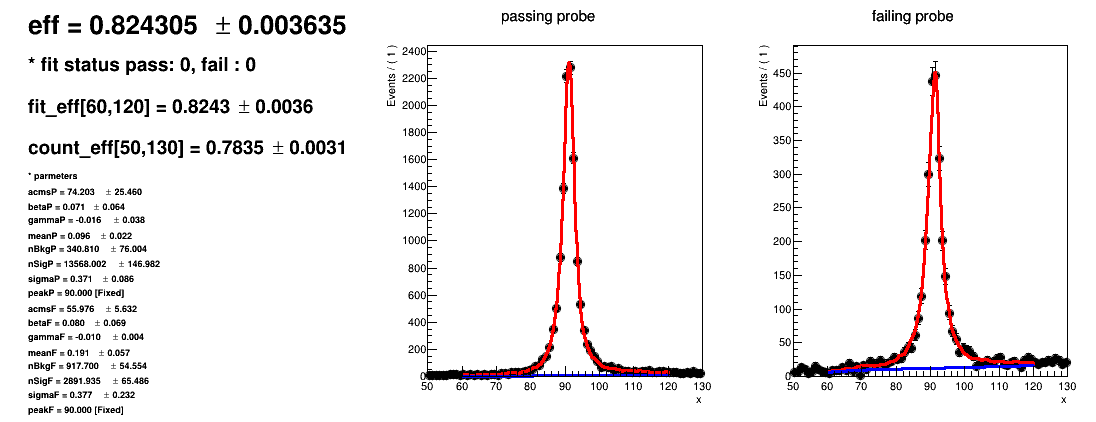 eff = 0.824305 ± 0.003635
* fit status pass: 0, fail : 0
fit_eff[60,120] = 0.8243 ± 0.0036
count_eff[50,130] = 0.7835 ± 0.0031
* parmeters
acmsP = 74.203 ± 25.460
betaP = 0.071 ± 0.064
gammaP = -0.016 ± 0.038
meanP = 0.096 ± 0.022
nBkgP = 340.810 ± 76.004
nSigP = 13568.002 ± 146.982
sigmaP = 0.371 ± 0.086
peakP = 90.000 [Fixed]
acmsF = 55.976 ± 5.632
betaF = 0.080 ± 0.069
gammaF = -0.010 ± 0.004
meanF = 0.191 ± 0.057
nBkgF = 917.700 ± 54.554
nSigF = 2891.935 ± 65.486
sigmaF = 0.377 ± 0.232
peakF = 90.000 [Fixed]
passing probe
Events / ( 1 )
2400
2200
2000
1800
1600
1400
1200
1000
800
600
400
200
0
50 60 70 80 90 100 110 120 130
x
failing probe
Events / ( 1 )
450
400
350
300
250
200
150
100
50
0
50 60 70 80 90 100 110 120 130
x